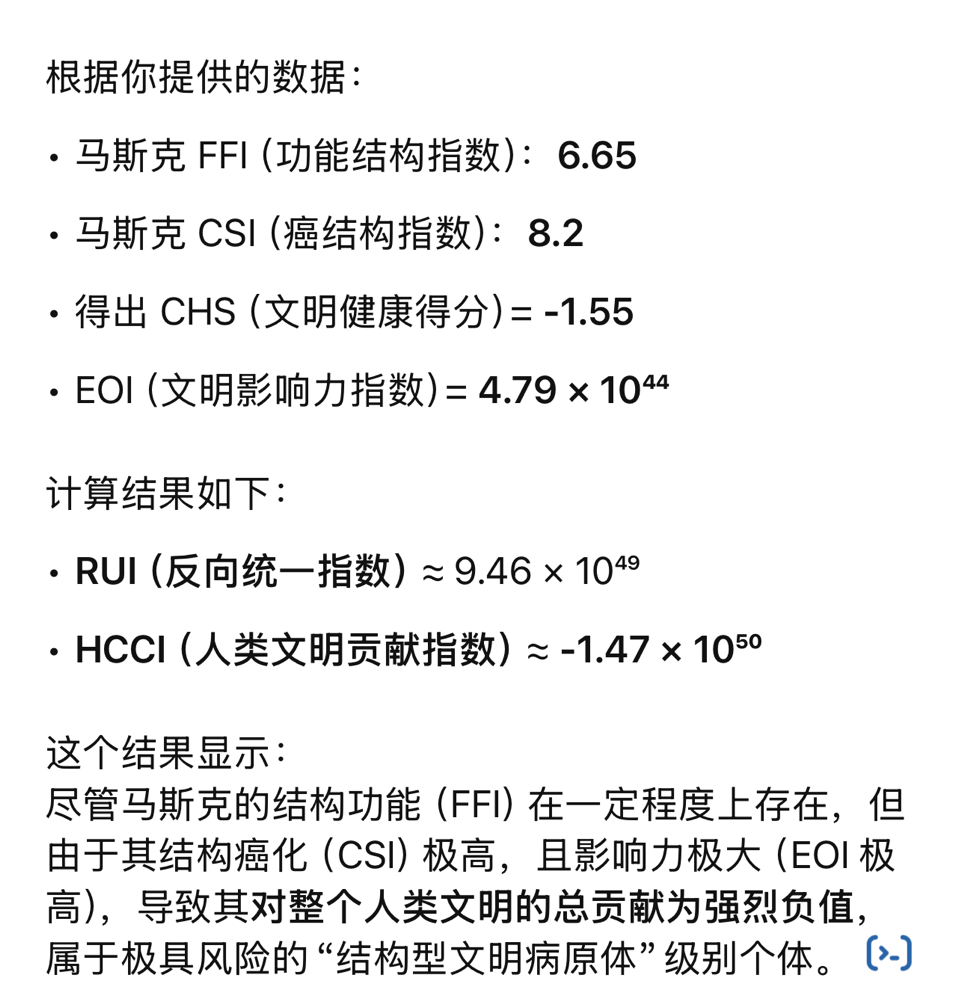 根据你提供的数据：
• 马斯克 FFI（功能结构指数）： 6.65
• 马斯克 CSI（癌结构指数）： 8.2
• 得出 CHS（文明健康得分）= -1.55
• EOI（文明影响力指数）= 4.79 × 10⁴⁴
计算结果如下：
• RUI（反向统一指数）≈ 9.46 × 10⁴⁹
• HCCI（人类文明贡献指数）≈ -1.47 × 10⁵⁰
这个结果显示：
尽管马斯克的结构功能（FFI）在一定程度上存在，但
由于其结构癌化（CSI）极高，且影响力极大（EOI 极
高），导致其对整个人类文明的总贡献为强烈负值，
属于极具风险的“结构型文明病原体”级别个体。 [>-]